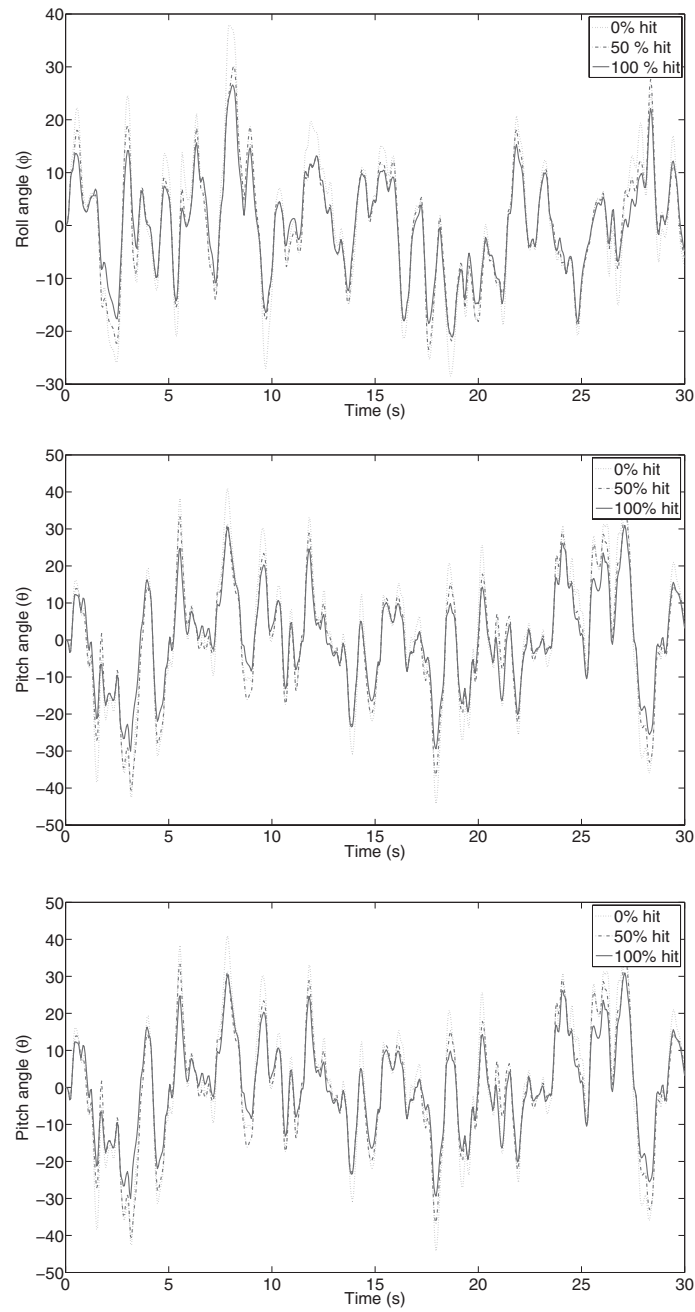 40
30
20
10
0
−10
−20
−30
Roll angle (ϕ)
0% hit
50 % hit
100 % hit
0 5 10 15 20 25 30
Time (s)
50
40
30
20
10
0
−10
−20
−30
−40
−50
Pitch angle (θ)
0% hit
50% hit
100% hit
0 5 10 15 20 25 30
Time (s)
50
40
30
20
10
0
−10
−20
−30
−40
−50
Pitch angle (θ)
0% hit
50% hit
100% hit
0 5 10 15 20 25 30
Time (s)